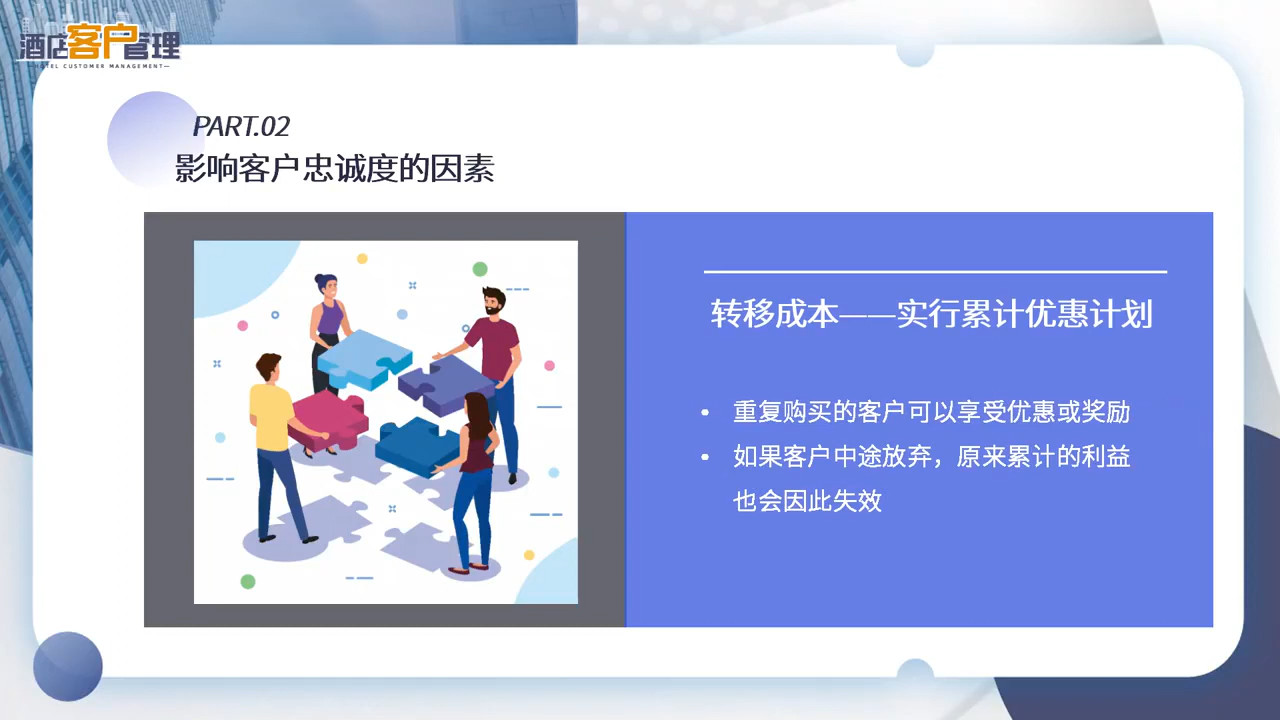 酒店客户管理
HOTEL CUSTOMER MANAGEMENT
PART.02
影响客户忠诚度的因素
转移成本——实行累计优惠计划
• 重复购买的客户可以享受优惠或奖励
• 如果客户中途放弃，原来累计的利益
也会因此失效